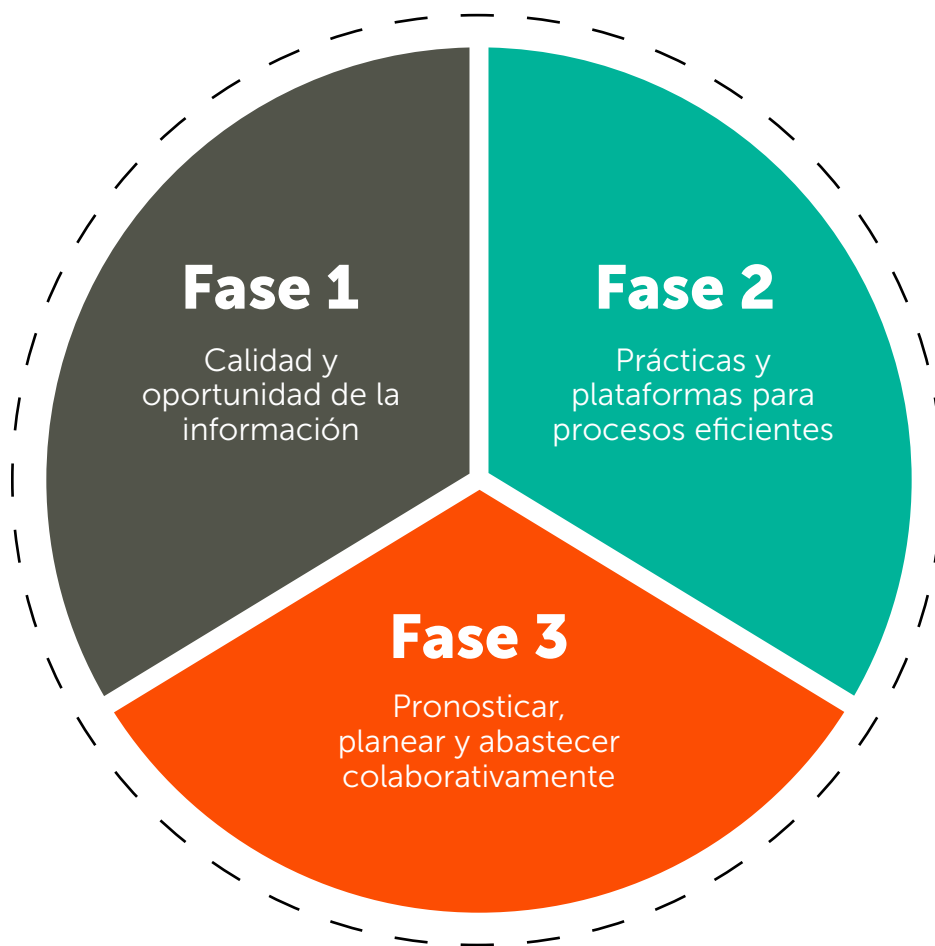 Fase 1
Calidad y
oportunidad de la
información
Fase 2
Prácticas y
plataformas para
procesos eficientes
Fase 3
Pronosticar,
planear y abastecer
colaborativamente